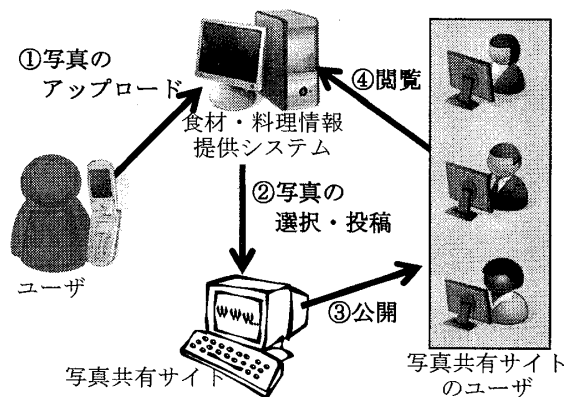 ①写真の
アップロード
食材・料理情報
提供システム
④閲覧
②写真の
選択・投稿
ユーザ
WWW
③公開
写真共有サイト
写真共有サイト
のユーザ